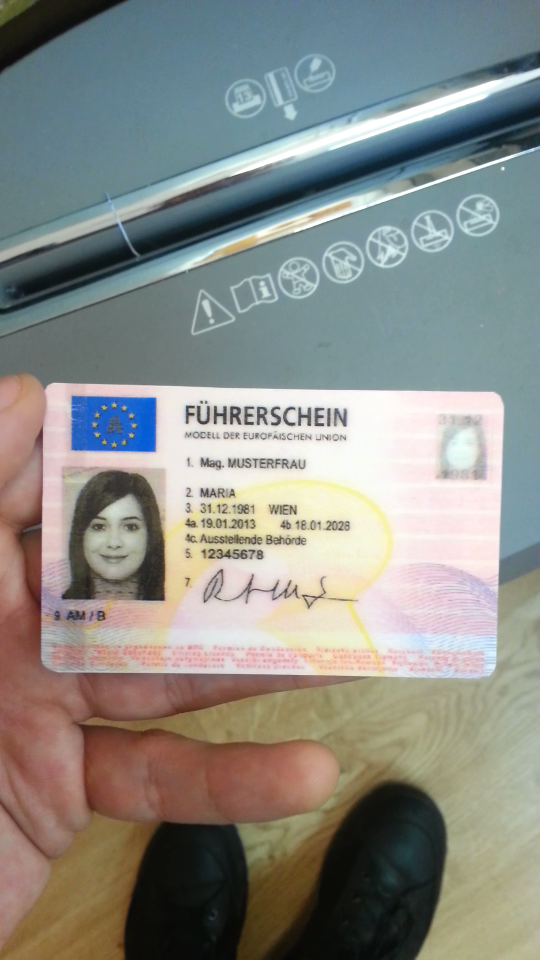 A
FÜHRERSCHEIN
MODELL DER EUROPÄISCHEN UNION
1. Mag. MUSTERFRAU
2. MARIA
3. 31.12.1981 WIEN
4a. 19.01.2013 4b 18.01.2028
4c. Ausstellende Behörde
5. 12345678
7.
9 AM / B